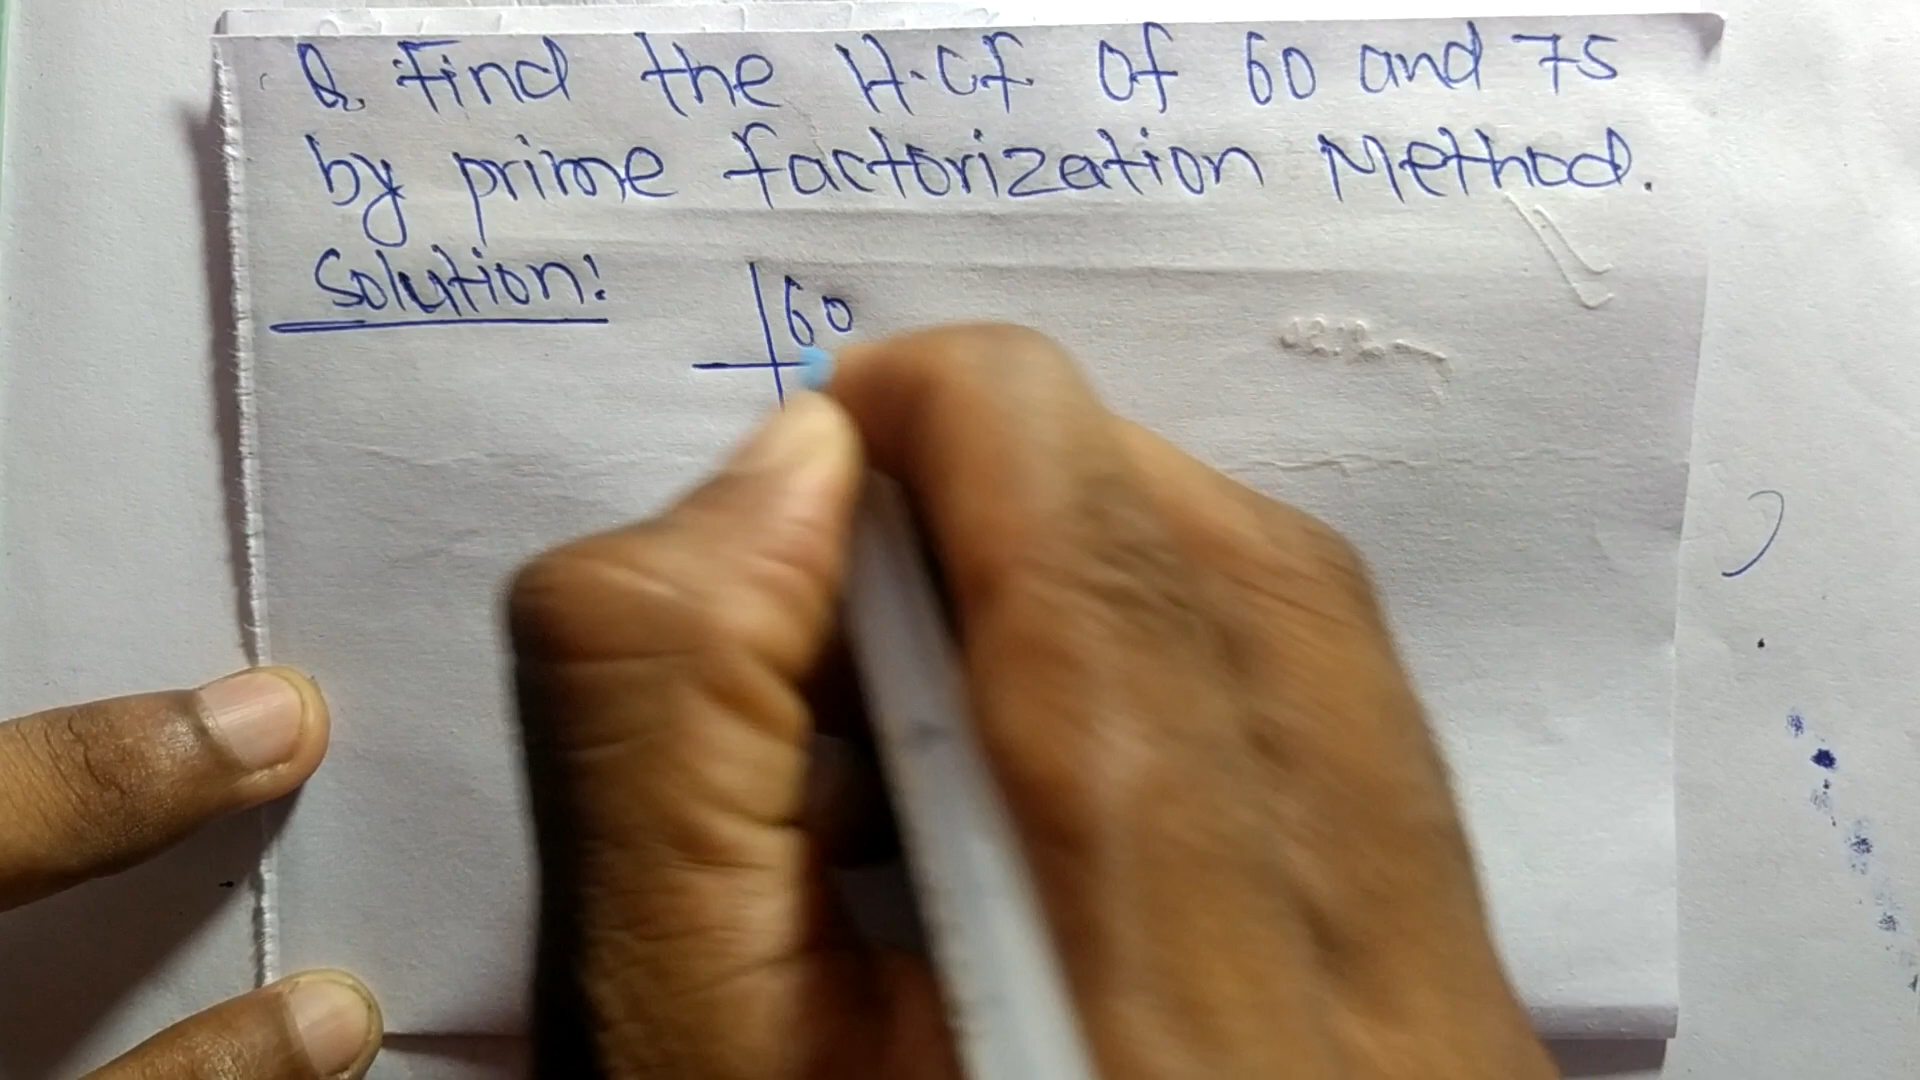 Q. Find the H.C.F. of 60 and 75
by prime factorization Method.
Solution:
60